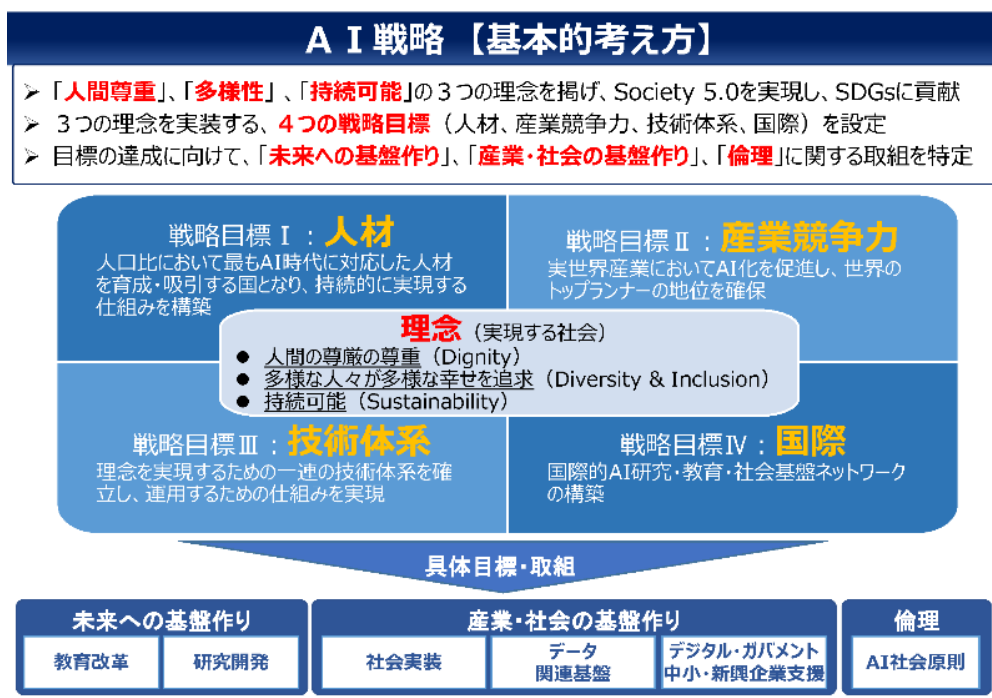 ＡＩ戦略【基本的考え方】
➢「人間尊重」、「多様性」、「持続可能」の３つの理念を掲げ、Society 5.0を実現し、SDGsに貢献
➢ ３つの理念を実装する、４つの戦略目標（人材、産業競争力、技術体系、国際）を設定
➢ 目標の達成に向けて、「未来への基盤作り」、「産業・社会の基盤作り」、「倫理」に関する取組を特定
戦略目標Ⅰ：人材
人口比において最もAI時代に対応した人材
を育成・吸引する国となり、持続的に実現する
仕組みを構築
戦略目標Ⅱ：産業競争力
実世界産業においてAI化を促進し、世界の
トップランナーの地位を確保
理念（実現する社会）
● 人間の尊厳の尊重（Dignity）
● 多様な人々が多様な幸せを追求（Diversity & Inclusion）
● 持続可能（Sustainability）
戦略目標Ⅲ：技術体系
理念を実現するための一連の技術体系を確
立し、運用するための仕組みを実現
戦略目標Ⅳ：国際
国際的AI研究・教育・社会基盤ネットワーク
の構築
具体目標・取組
未来への基盤作り
教育改革
研究開発
産業・社会の基盤作り
社会実装
データ
関連基盤
デジタル・ガバメント
中小・新興企業支援
倫理
AI社会原則